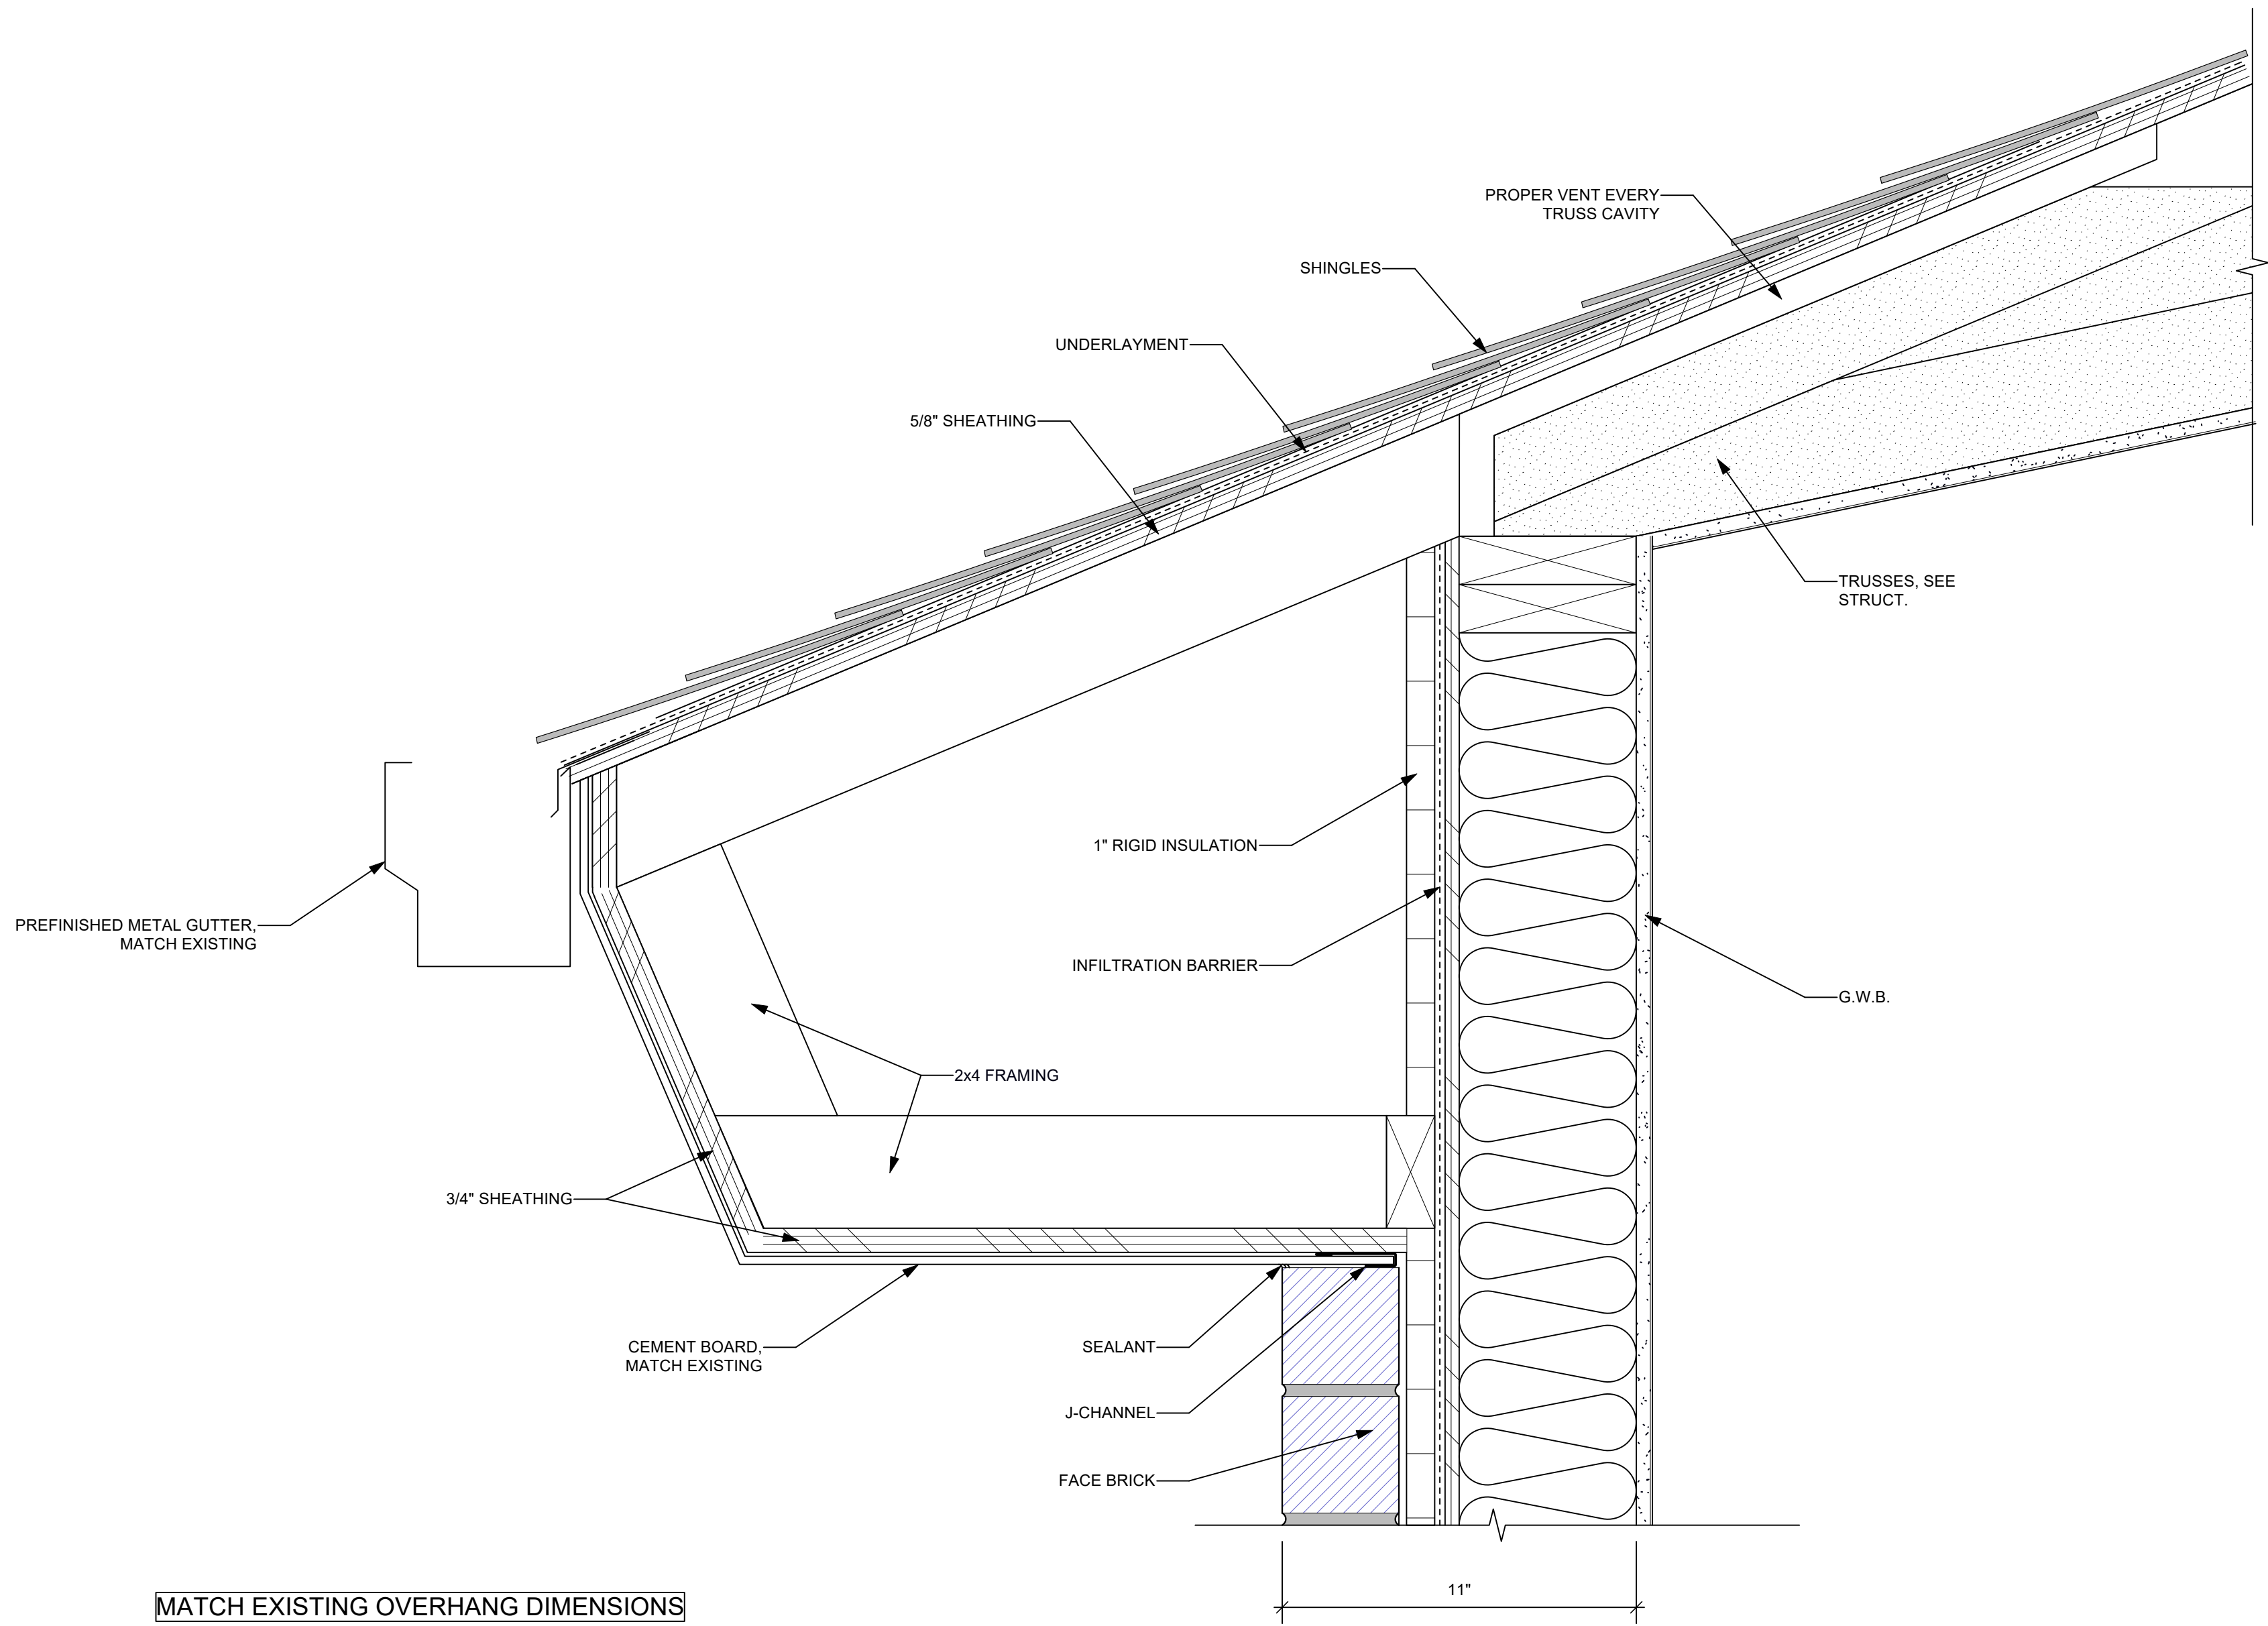 PROPER VENT EVERY
TRUSS CAVITY
SHINGLES
UNDERLAYMENT
5/8" SHEATHING
TRUSSES, SEE
STRUCT.
1" RIGID INSULATION
PREFINISHED METAL GUTTER,
MATCH EXISTING
INFILTRATION BARRIER
G.W.B.
2x4 FRAMING
3/4" SHEATHING
CEMENT BOARD,
MATCH EXISTING
SEALANT
J-CHANNEL
FACE BRICK
11"
MATCH EXISTING OVERHANG DIMENSIONS